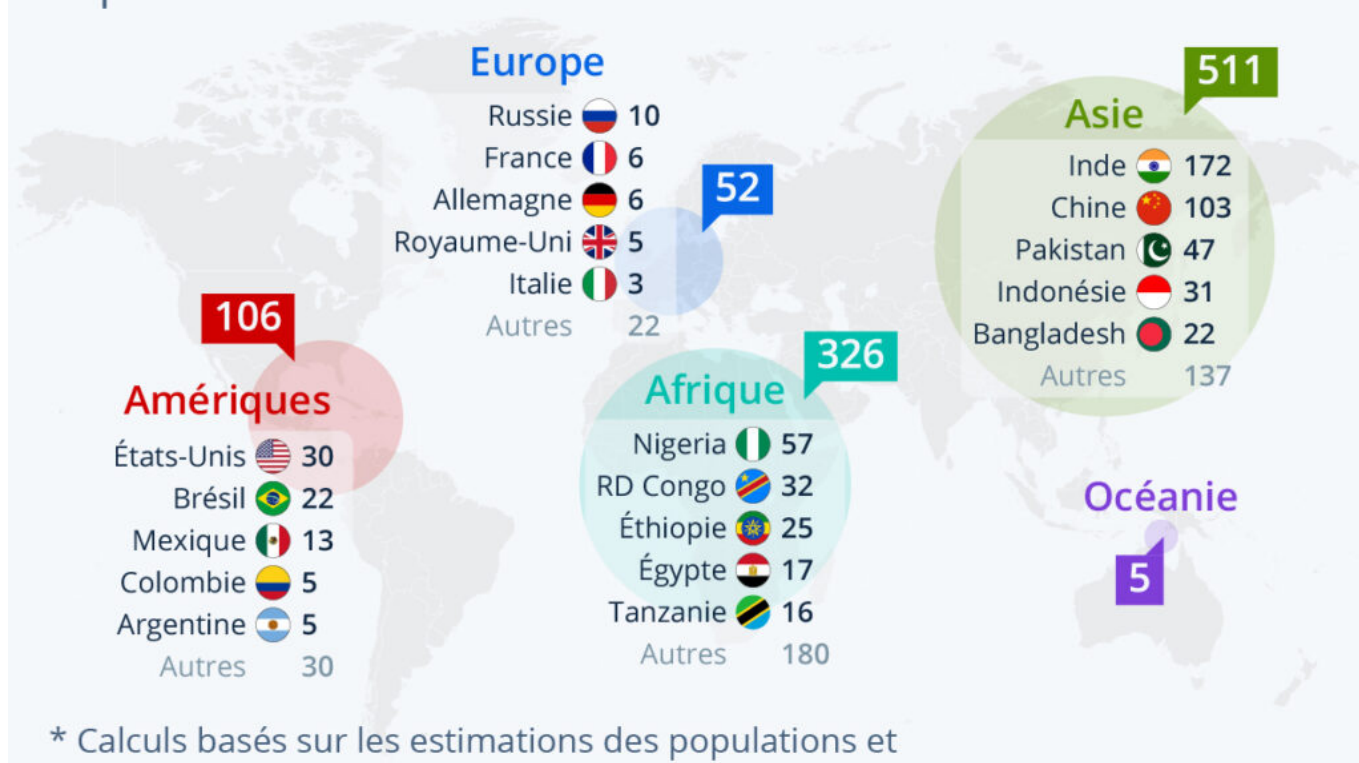 Europe
Russie 10
France 6
Allemagne 6
Royaume-Uni 5
Italie 3
Autres 22
52
511
Asie
Inde 172
Chine 103
Pakistan 47
Indonésie 31
Bangladesh 22
Autres 137
106
Amériques
États-Unis 30
Brésil 22
Mexique 13
Colombie 5
Argentine 5
Autres 30
326
Afrique
Nigeria 57
RD Congo 32
Éthiopie 25
Égypte 17
Tanzanie 16
Autres 180
Océanie
5
* Calculs basés sur les estimations des populations et